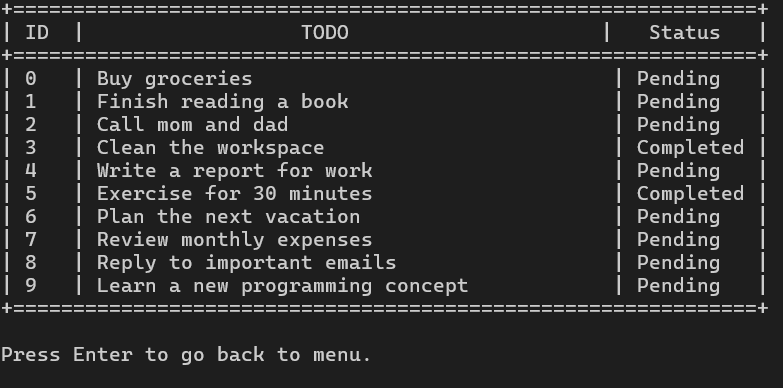 +==============================================================+
| ID  |                  TODO                     |   Status   |
+==============================================================+
| 0   | Buy groceries                              | Pending   |
| 1   | Finish reading a book                      | Pending   |
| 2   | Call mom and dad                           | Pending   |
| 3   | Clean the workspace                        | Completed |
| 4   | Write a report for work                    | Pending   |
| 5   | Exercise for 30 minutes                    | Completed |
| 6   | Plan the next vacation                     | Pending   |
| 7   | Review monthly expenses                    | Pending   |
| 8   | Reply to important emails                  | Pending   |
| 9   | Learn a new programming concept            | Pending   |
+==============================================================+
Press Enter to go back to menu.